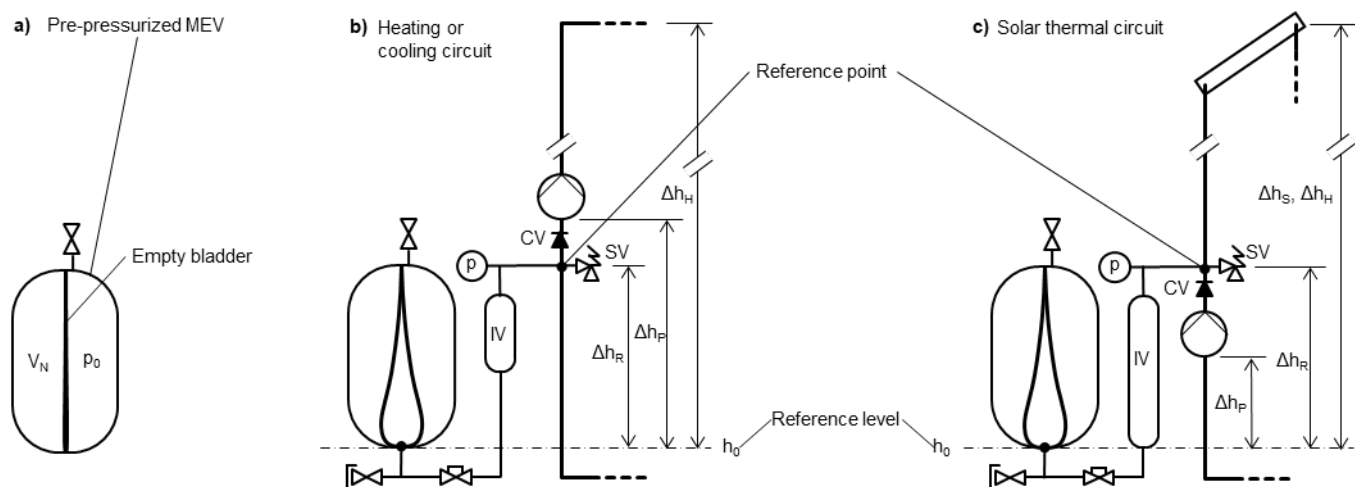 a) Pre-pressurized MEV
Empty bladder
V_N
p_0
b) Heating or
cooling circuit
Reference point
CV
SV
p
IV
Δh_R
Δh_P
Δh_H
h_0
Reference level
h_0
c) Solar thermal circuit
Δh_S, Δh_H
SV
p
CV
IV
Δh_R
Δh_P